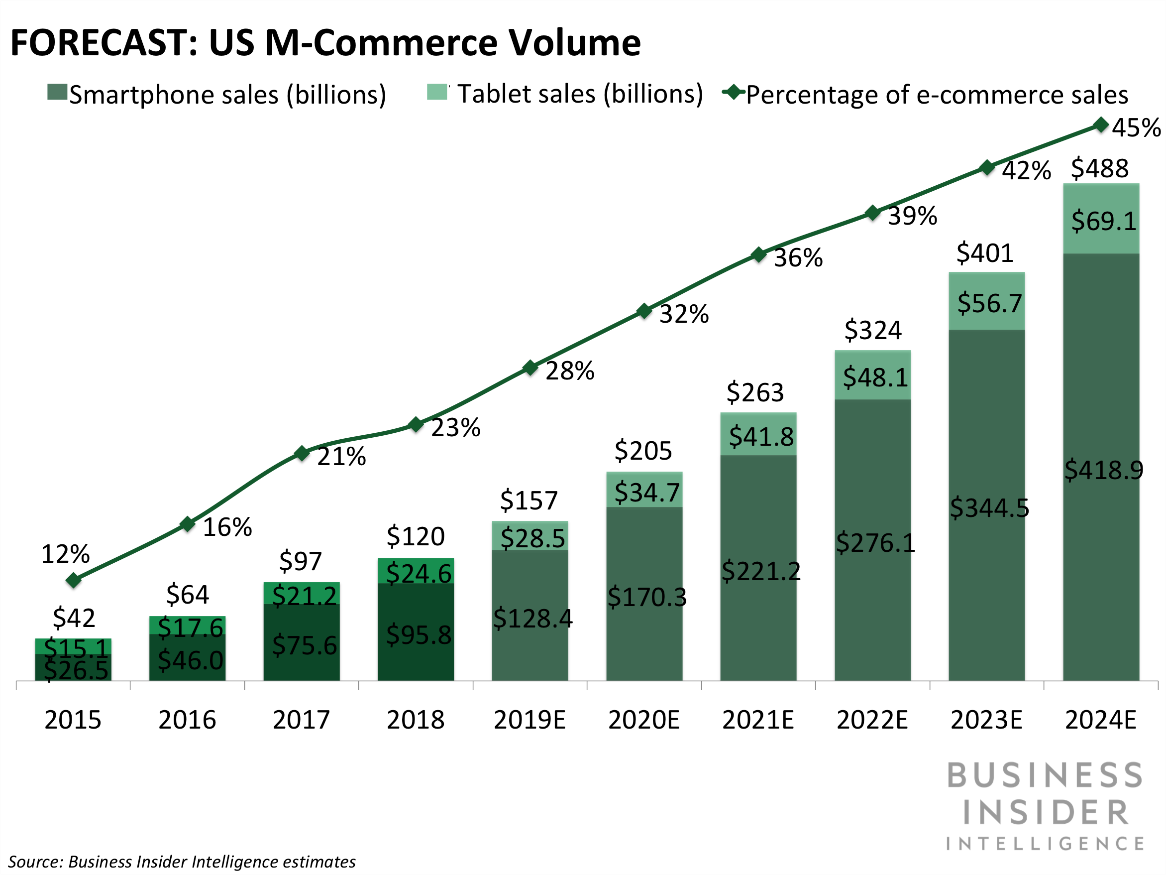 FORECAST: US M-Commerce Volume
Smartphone sales (billions) Tablet sales (billions) Percentage of e-commerce sales
45%
42% $488
39% $69.1
36% $401
32% $56.7
28% $324
23% $48.1
21% $263
16% $41.8
12% $205
$34.7
$157
$28.5
$120
$24.6
$97
$21.2
$64
$17.6
$42
$15.1
$26.5 $46.0 $75.6 $95.8 $128.4 $170.3 $221.2 $276.1 $344.5 $418.9
2015 2016 2017 2018 2019E 2020E 2021E 2022E 2023E 2024E
BUSINESS
INSIDER
INTELLIGENCE
Source: Business Insider Intelligence estimates